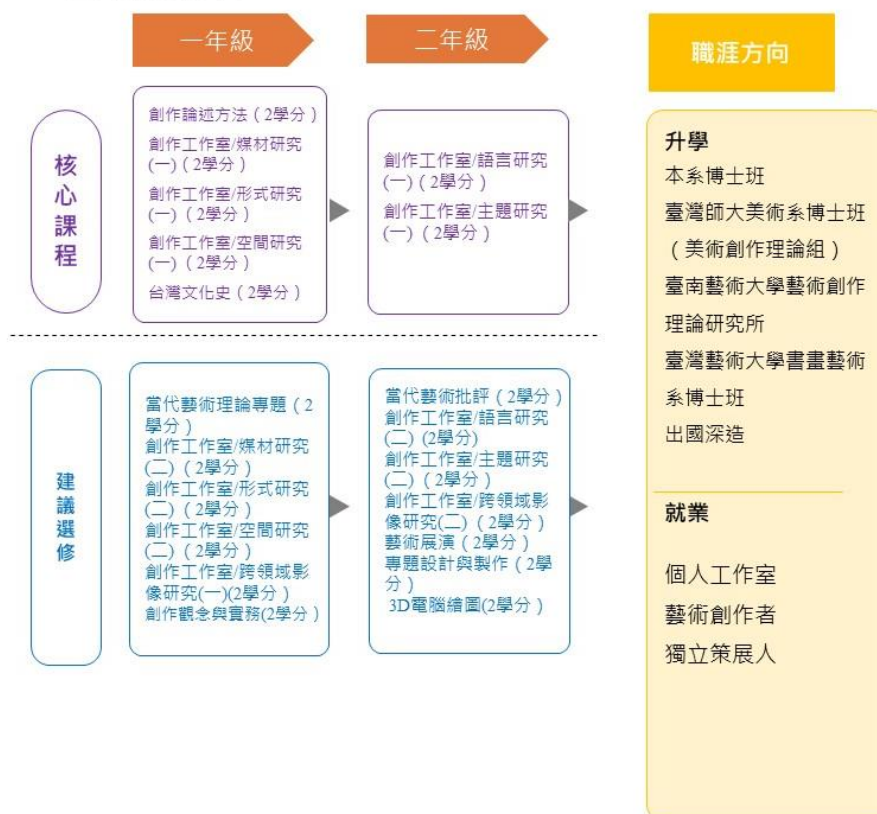 一年級
二年級
職涯方向
核
心
課
程
創作論述方法（2學分）
創作工作室/媒材研究
(一)（2學分）
創作工作室/形式研究
(一)（2學分）
創作工作室/空間研究
(一)（2學分）
台灣文化史（2學分）
創作工作室/語言研究
(一)（2學分）
創作工作室/主題研究
(一)（2學分）
建
議
選
修
當代藝術理論專題（2
學分）
創作工作室/媒材研究
(二)（2學分）
創作工作室/形式研究
(二)（2學分）
創作工作室/空間研究
(二)（2學分）
創作工作室/跨領域影
像研究(一)(2學分）
創作觀念與實務(2學分）
當代藝術批評（2學分）
創作工作室/語言研究
(二) (2學分)
創作工作室/主題研究
(二)（2學分）
創作工作室/跨領域影
像研究(二)（2學分）
藝術展演（2學分）
專題設計與製作（2學
分）
3D電腦繪圖(2學分）
升學
本系博士班
臺灣師大美術系博士班
（美術創作理論組）
臺南藝術大學藝術創作
理論研究所
臺灣藝術大學書畫藝術
系博士班
出國深造
就業
個人工作室
藝術創作者
獨立策展人